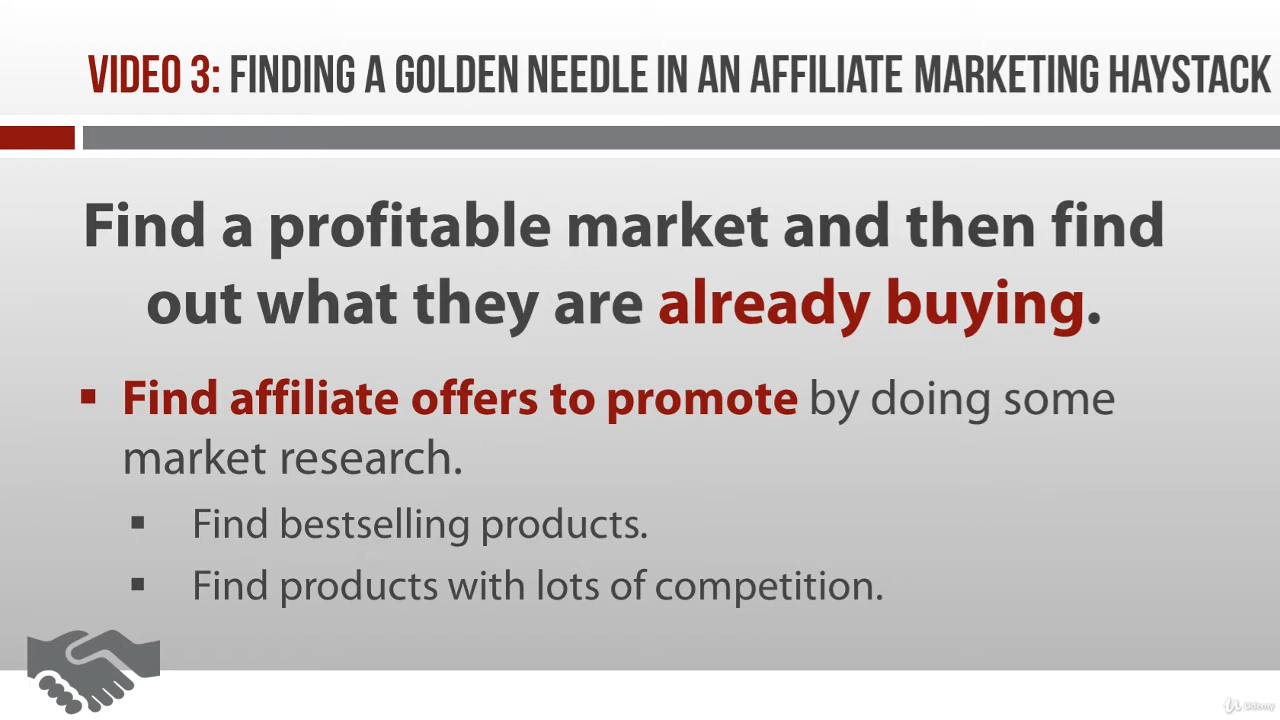 VIDEO 3: FINDING A GOLDEN NEEDLE IN AN AFFILIATE MARKETING HAYSTACK
Find a profitable market and then find
out what they are already buying.
▪ Find affiliate offers to promote by doing some
market research.
▪ Find bestselling products.
▪ Find products with lots of competition.
Udemy